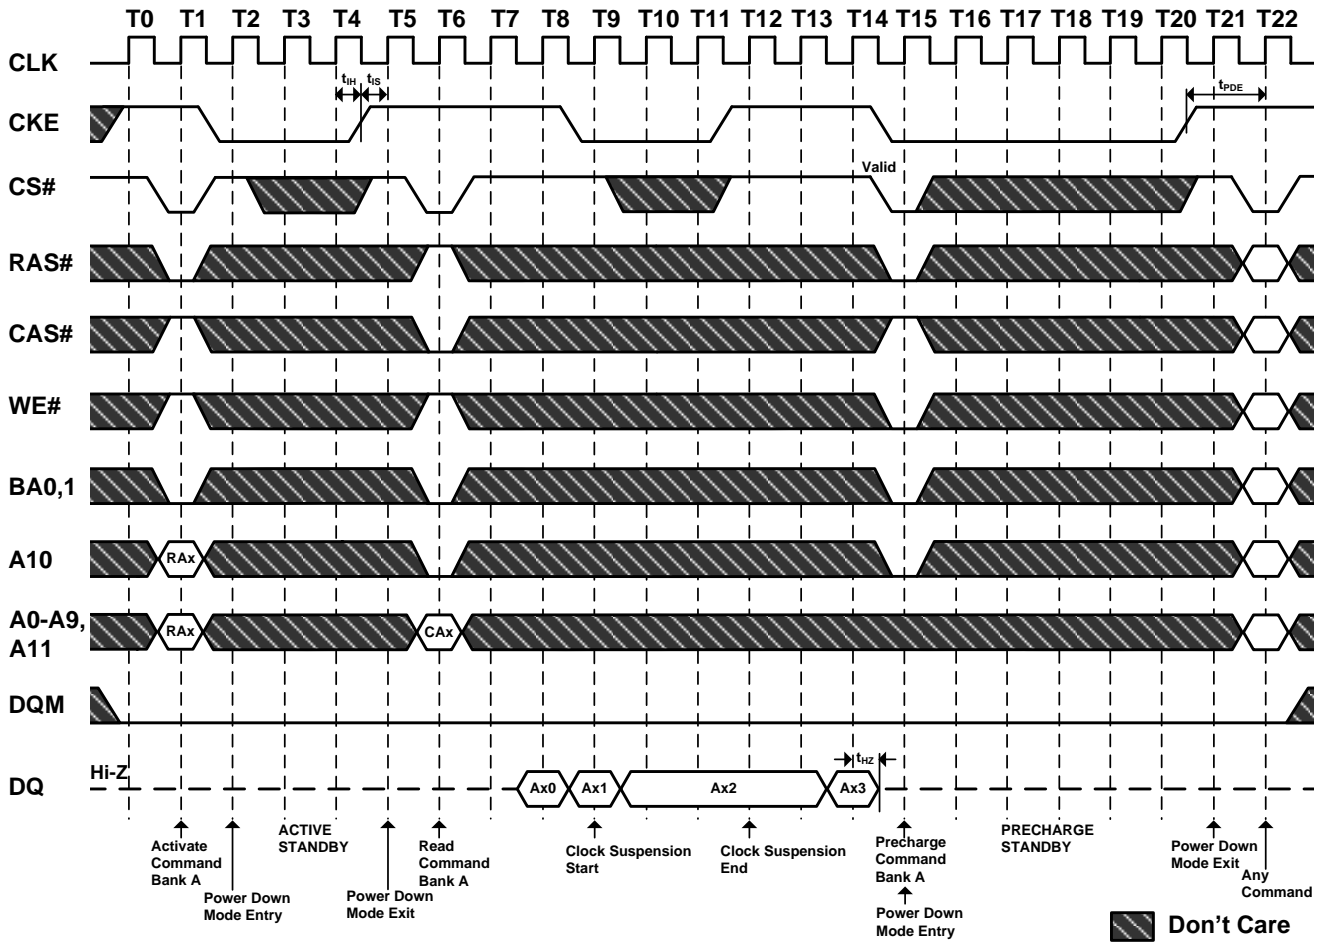 T0 T1 T2 T3 T4 T5 T6 T7 T8 T9 T10 T11 T12 T13 T14 T15 T16 T17 T18 T19 T20 T21 T22
CLK
tIH tIS
tPDE
CKE
Valid
CS#
RAS#
CAS#
WE#
BA0,1
A10
RAx
A0-A9,
A11
RAx
CAx
DQM
Hi-Z
tHZ
DQ
Ax0 Ax1 Ax2 Ax3
Activate
Command
Bank A
Power Down
Mode Entry
ACTIVE
STANDBY
Power Down
Mode Exit
Read
Command
Bank A
Clock Suspension
Start
Clock Suspension
End
Precharge
Command
Bank A
Power Down
Mode Entry
PRECHARGE
STANDBY
Power Down
Mode Exit
Any
Command
Don't Care